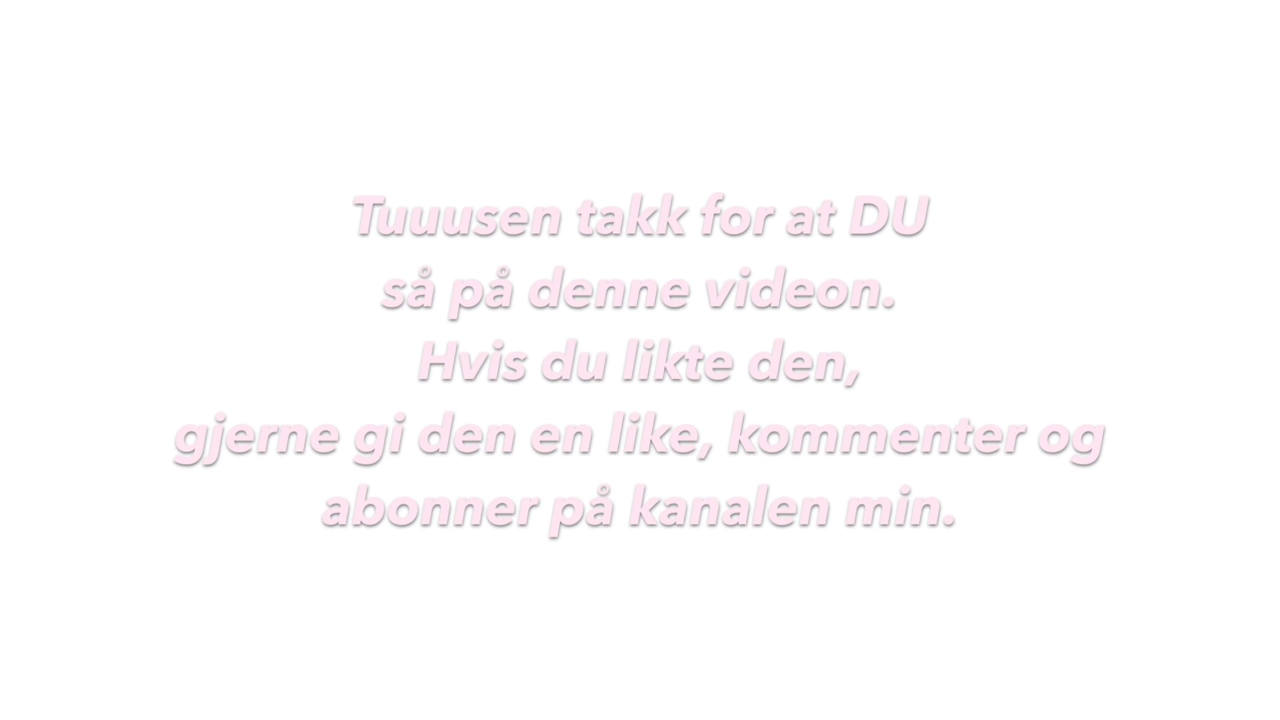 Tuuusen takk for at DU
så på denne videon.
Hvis du likte den,
gjerne gi den en like, kommenter og
abonner på kanalen min.